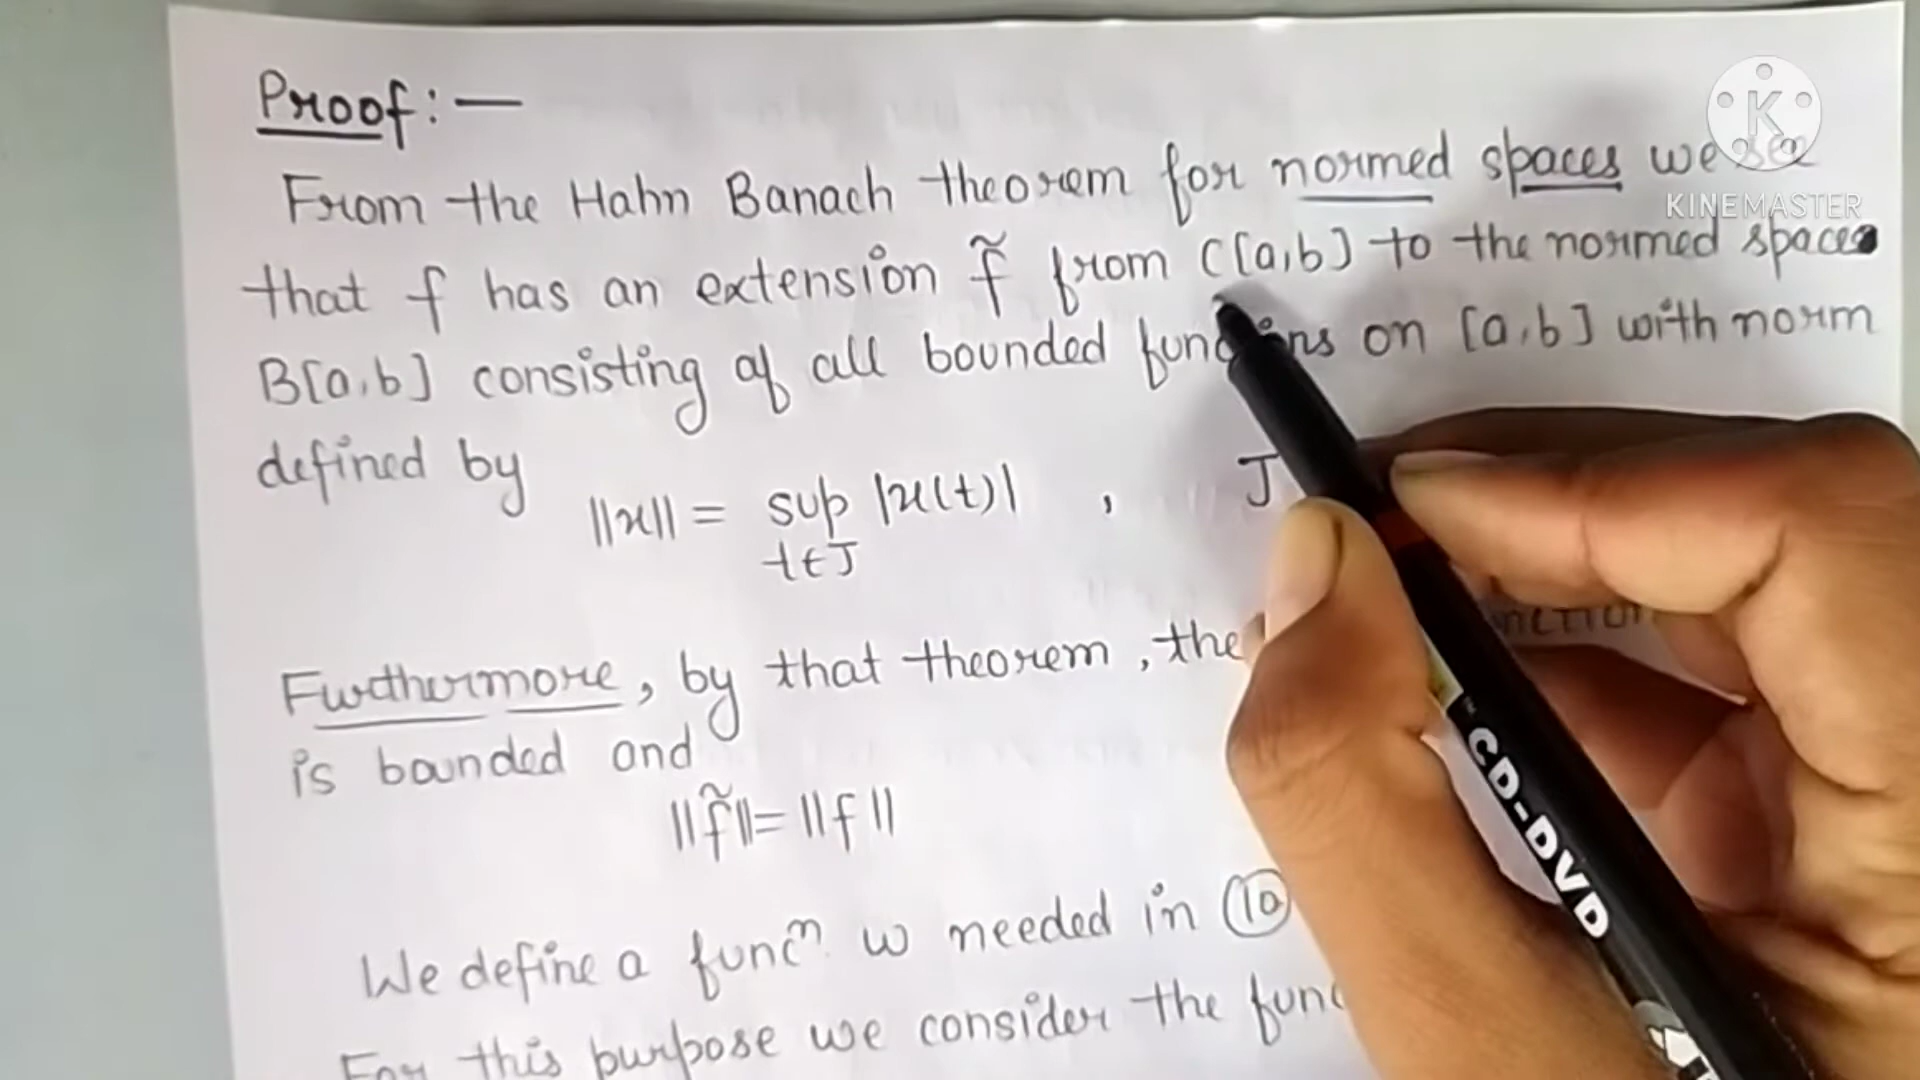 Proof:—
From the Hahn Banach theorem for normed spaces we see
that f has an extension f̃ from C[a,b] to the normed space
B[a,b] consisting of all bounded functions on [a,b] with norm
defined by
||x|| = sup |x(t)| , J
t∈J
Furthermore, by that theorem, the
is bounded and
||f̃|| = ||f||
We define a funcⁿ. w needed in (1a)
For this purpose we consider the func
K
KINEMASTER
CD-DVD